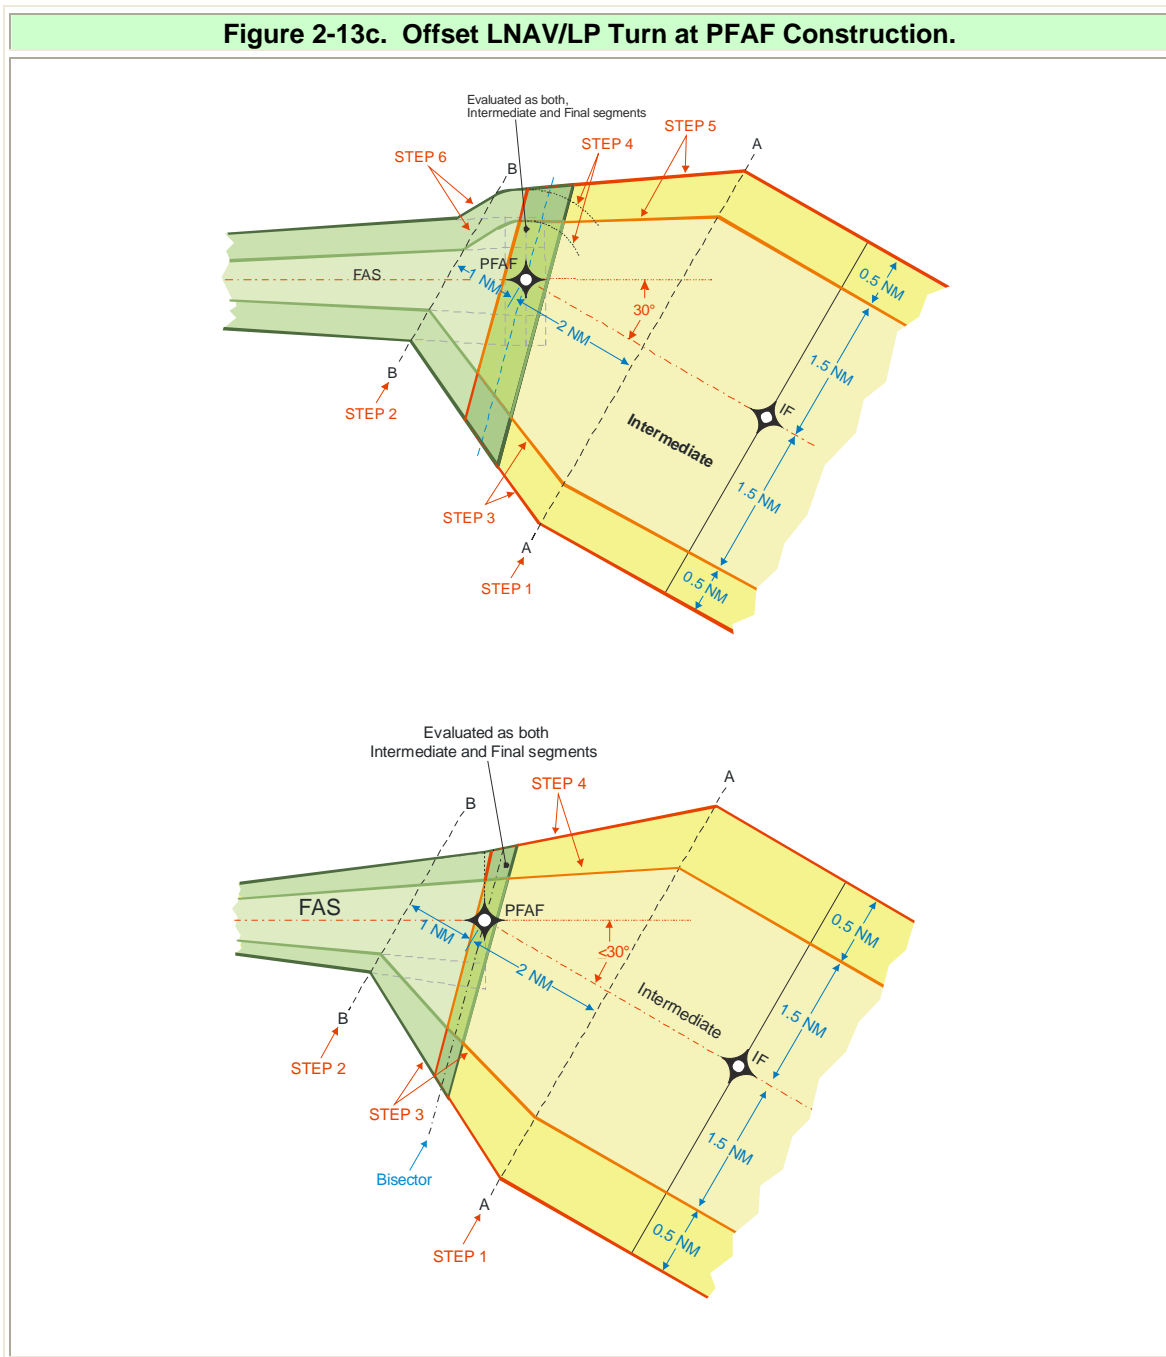 Figure 2-13c. Offset LNAV/LP Turn at PFAF Construction.
Evaluated as both,
Intermediate and Final segments
STEP 6
B
STEP 4
STEP 5
A
PFAF
FAS
1 NM
30°
2 NM
0.5 NM
1.5 NM
IF
Intermediate
1.5 NM
0.5 NM
B
STEP 2
STEP 3
A
STEP 1
Evaluated as both
Intermediate and Final segments
STEP 4
A
B
FAS
PFAF
1 NM
<30°
2 NM
0.5 NM
1.5 NM
Intermediate
IF
1.5 NM
0.5 NM
B
STEP 2
STEP 3
Bisector
A
STEP 1